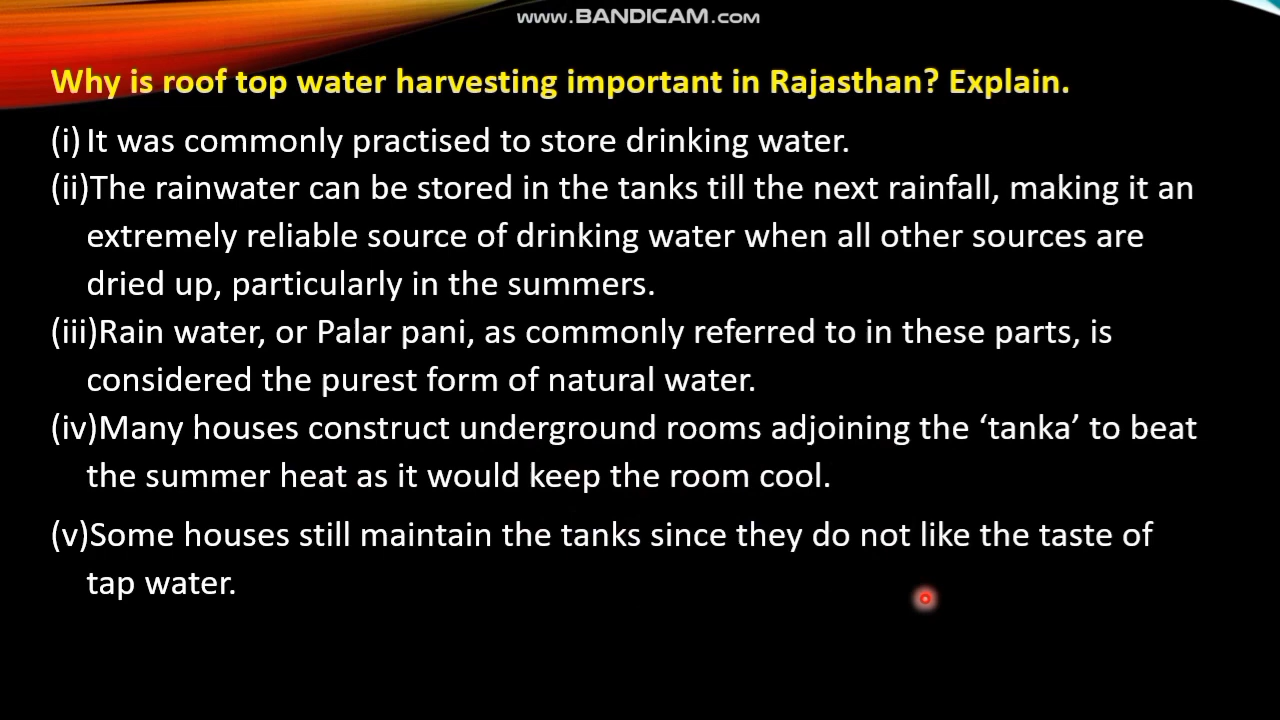 www.BANDICAM.com
Why is roof top water harvesting important in Rajasthan? Explain.
(i) It was commonly practised to store drinking water.
(ii)The rainwater can be stored in the tanks till the next rainfall, making it an
extremely reliable source of drinking water when all other sources are
dried up, particularly in the summers.
(iii)Rain water, or Palar pani, as commonly referred to in these parts, is
considered the purest form of natural water.
(iv)Many houses construct underground rooms adjoining the ‘tanka’ to beat
the summer heat as it would keep the room cool.
(v)Some houses still maintain the tanks since they do not like the taste of
tap water.